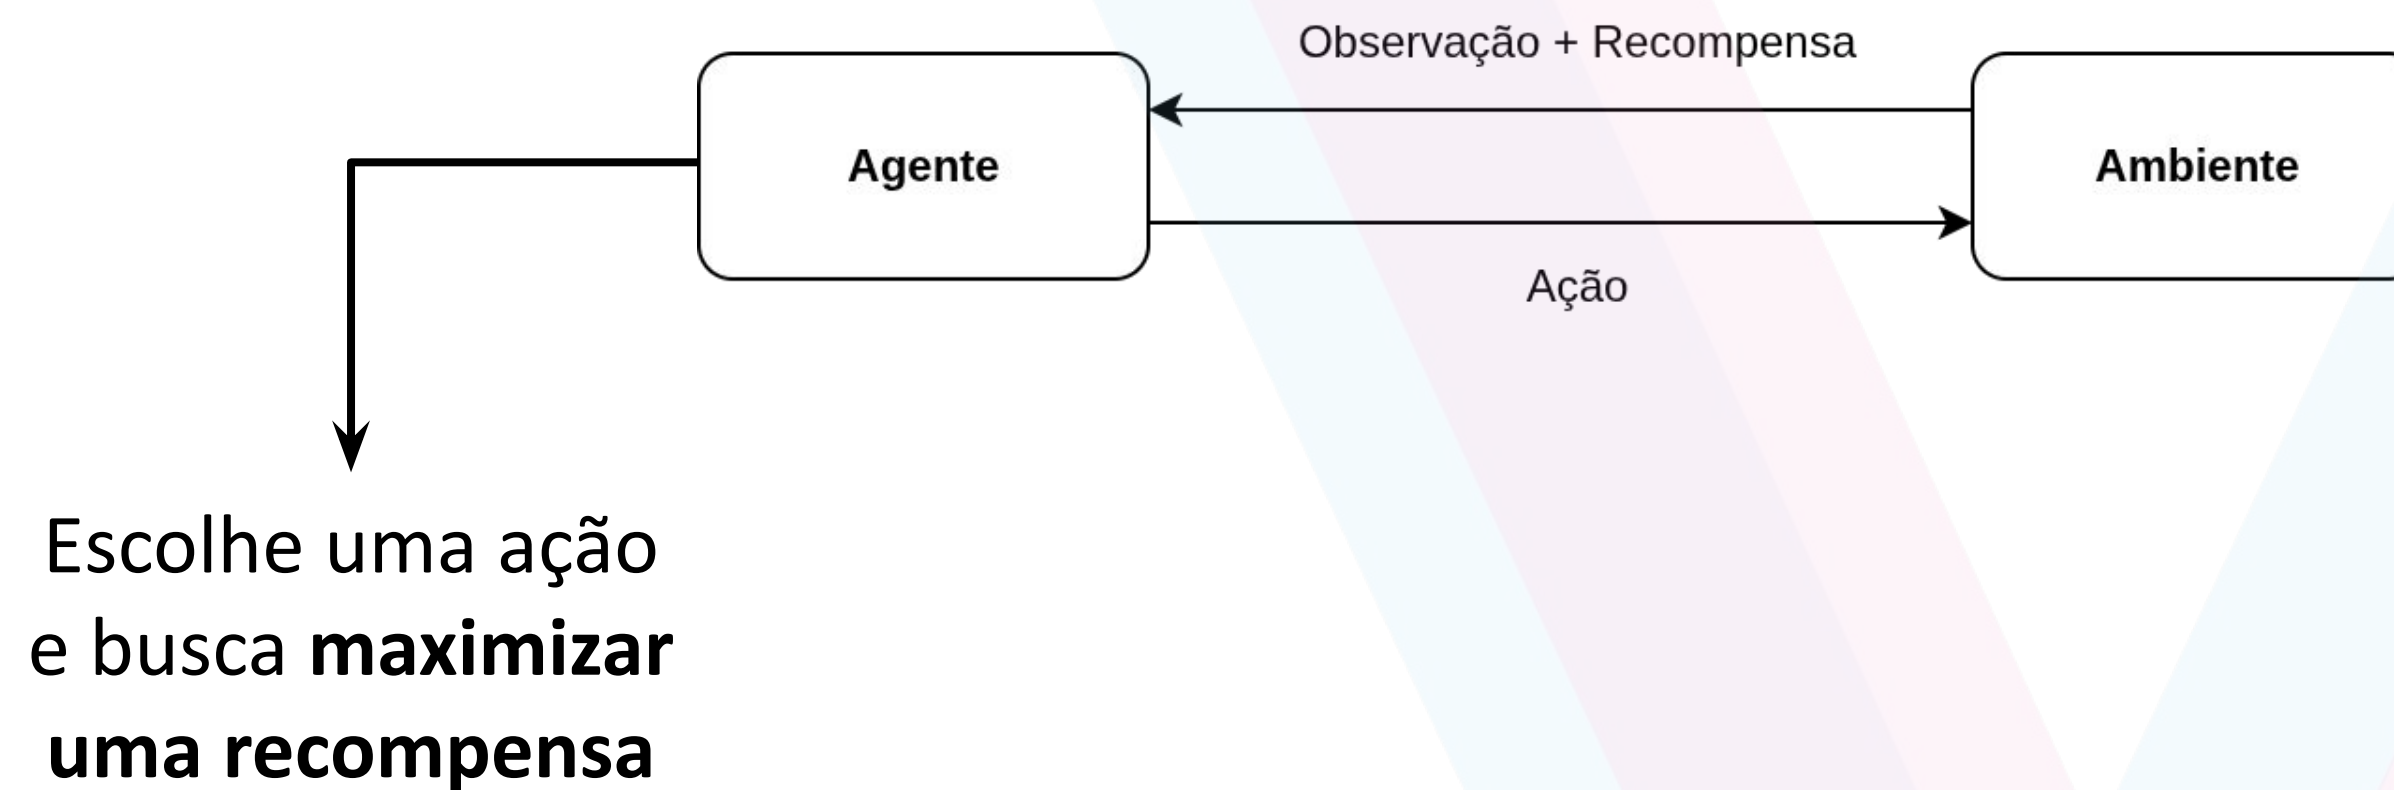 Observação + Recompensa
Agente
Ambiente
Ação
Escolhe uma ação
e busca maximizar
uma recompensa